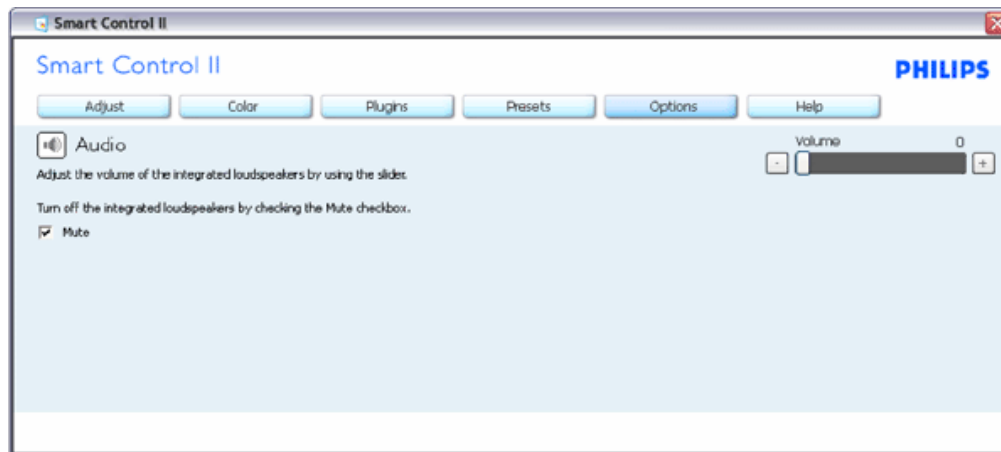 Smart Control II
Smart Control II
PHILIPS
Adjust Color Plugins Presets Options Help
Audio
Volume 0
- +
Adjust the volume of the integrated loudspeakers by using the slider.
Turn off the integrated loudspeakers by checking the Mute checkbox.
Mute